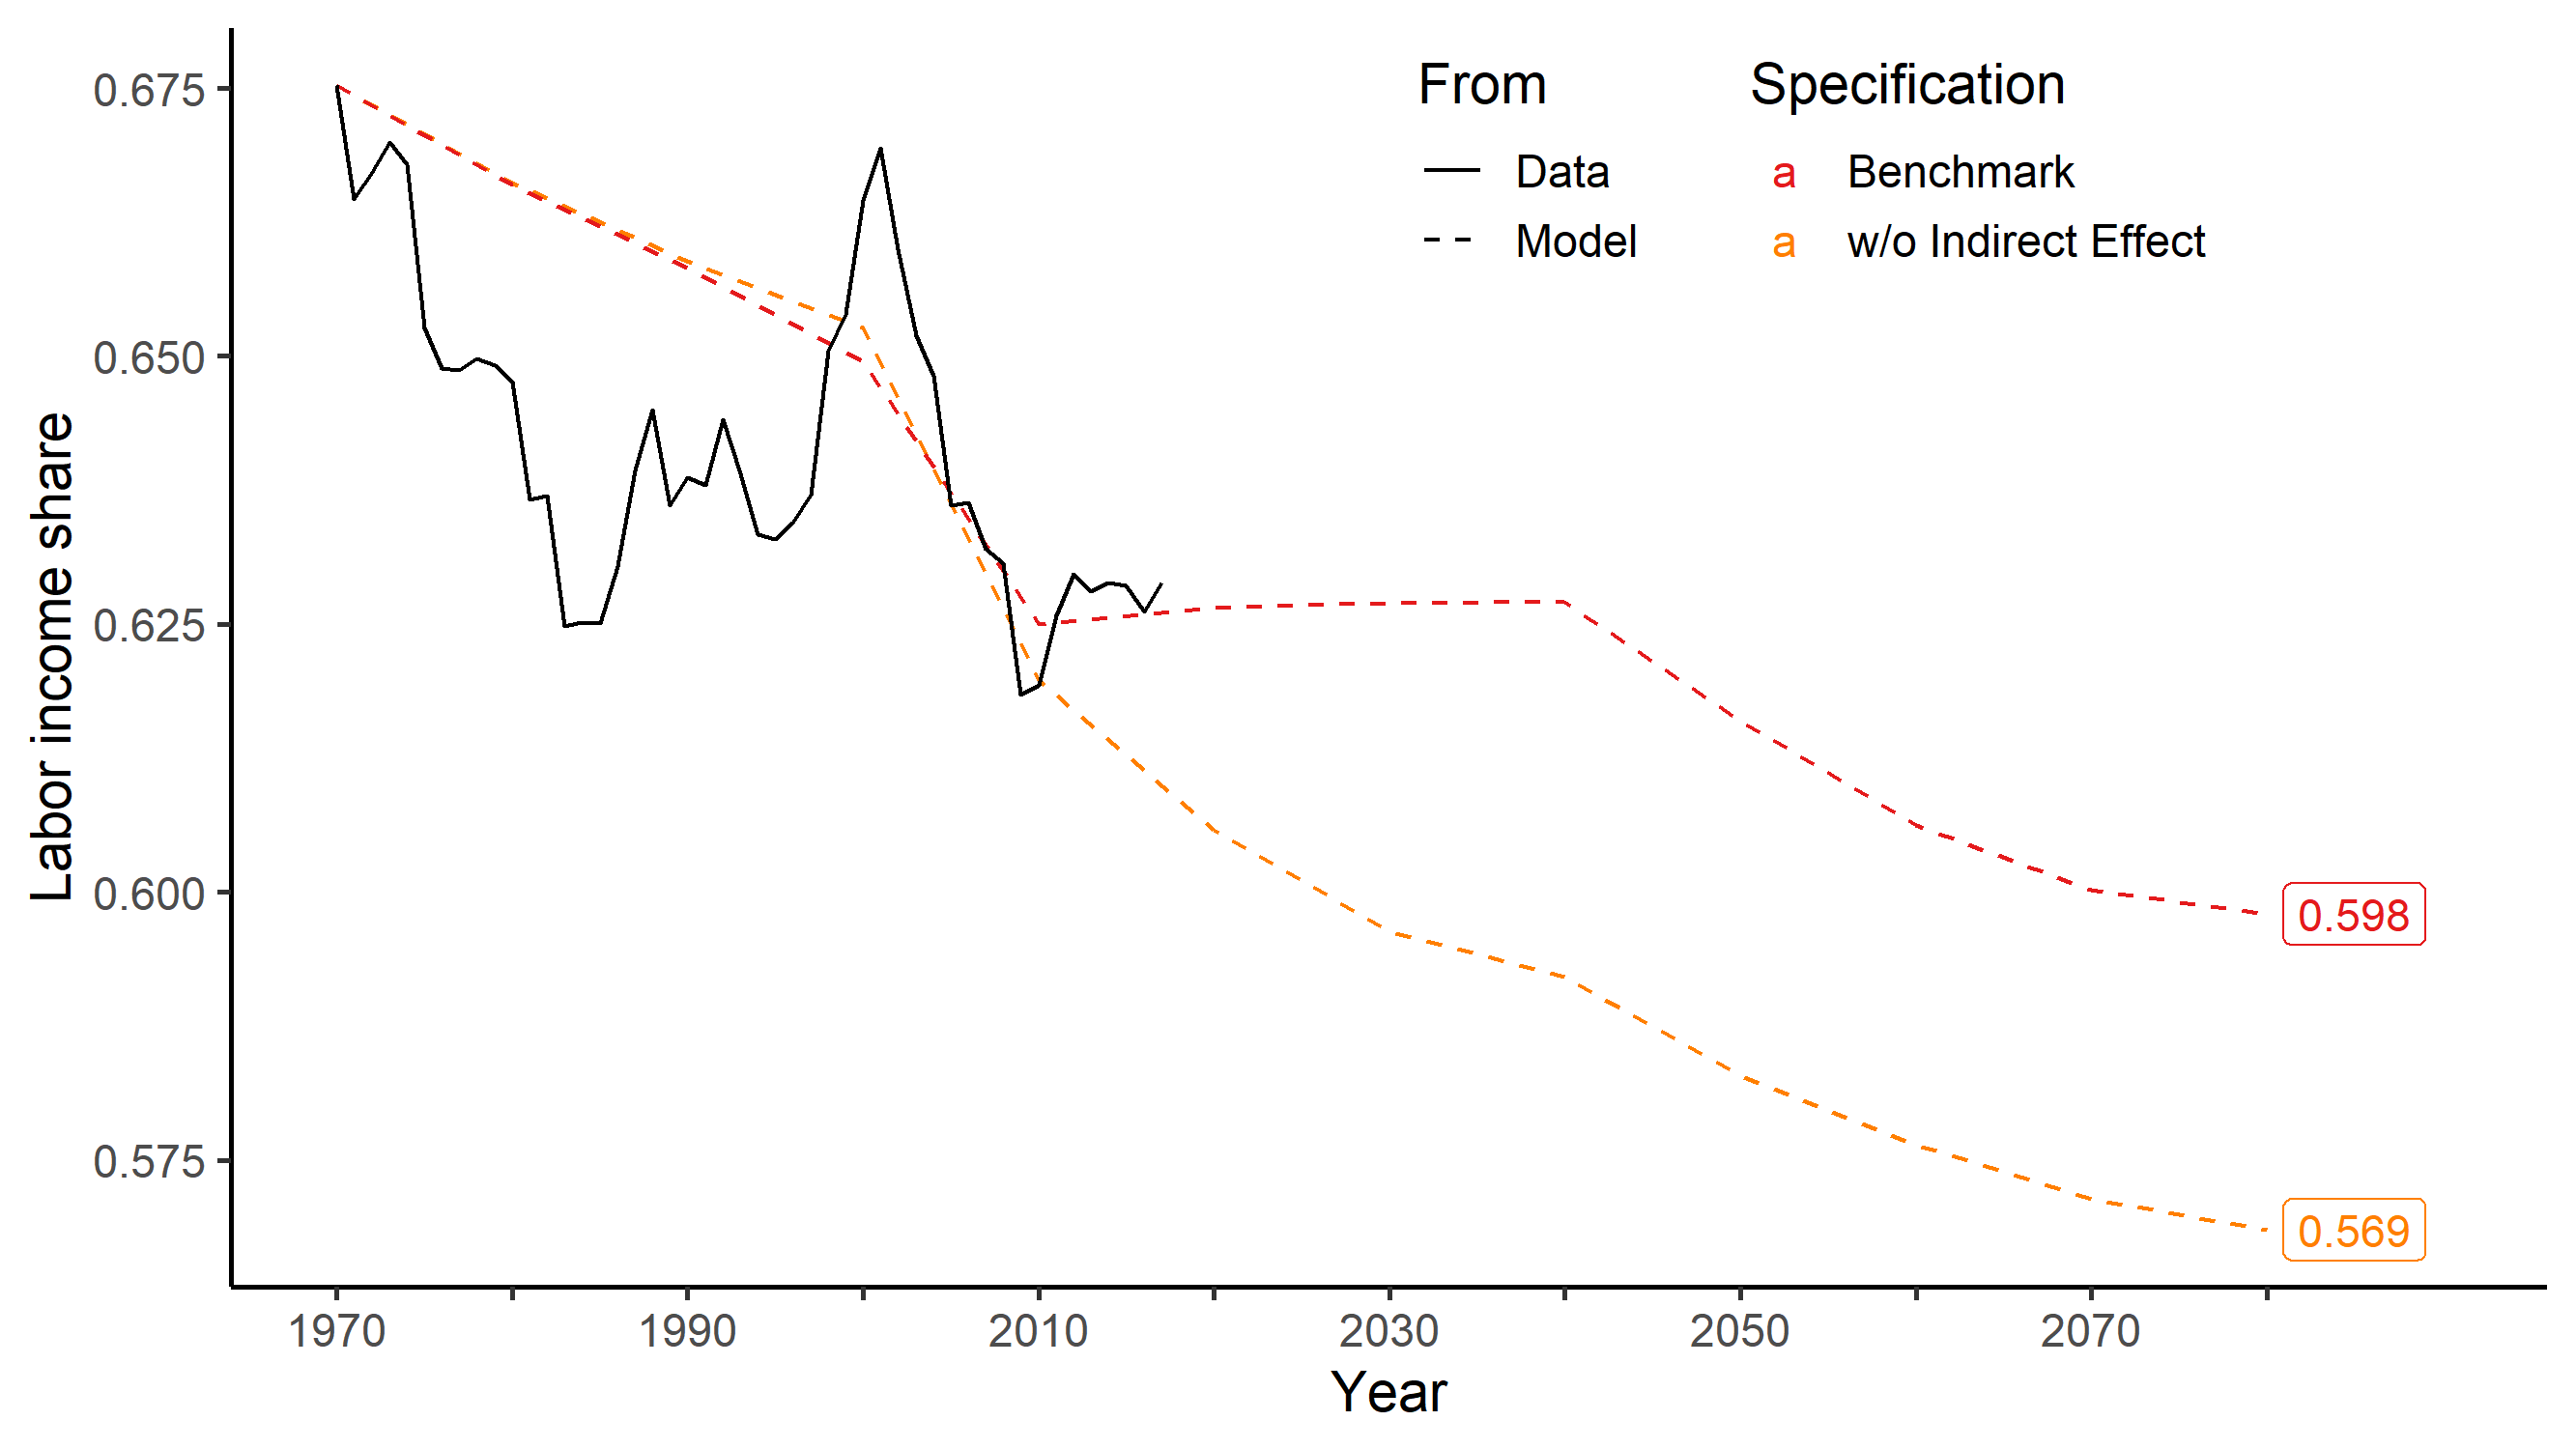 From Specification
Data a Benchmark
Model a w/o Indirect Effect
Labor income share
0.675
0.650
0.625
0.600
0.575
0.598
0.569
1970 1990 2010 2030 2050 2070
Year